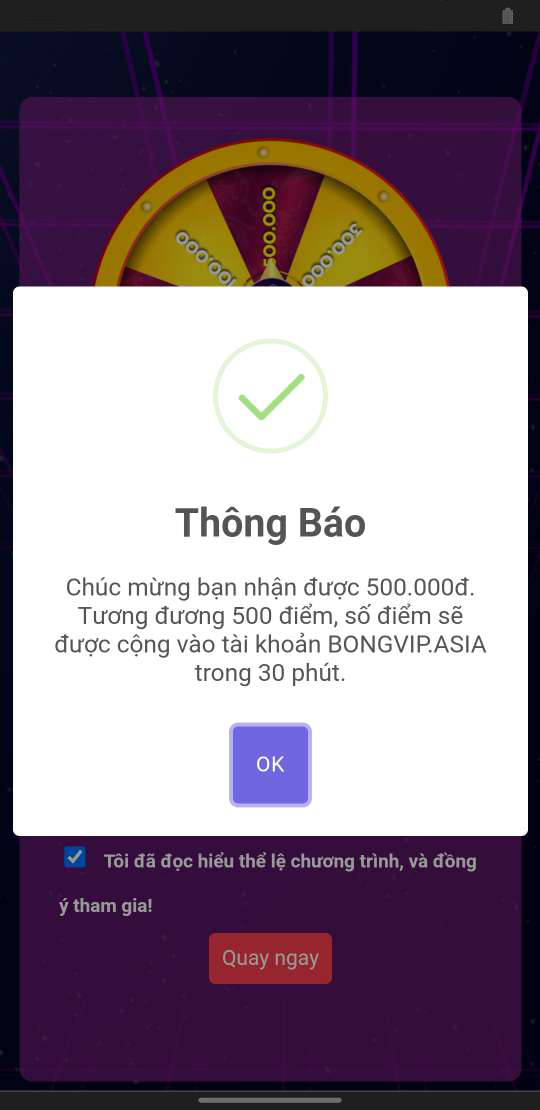 100.000
500.000
300.000
Thông Báo
Chúc mừng bạn nhận được 500.000đ.
Tương đương 500 điểm, số điểm sẽ
được cộng vào tài khoản BONGVIP.ASIA
trong 30 phút.
OK
Tôi đã đọc hiểu thể lệ chương trình, và đồng
ý tham gia!
Quay ngay